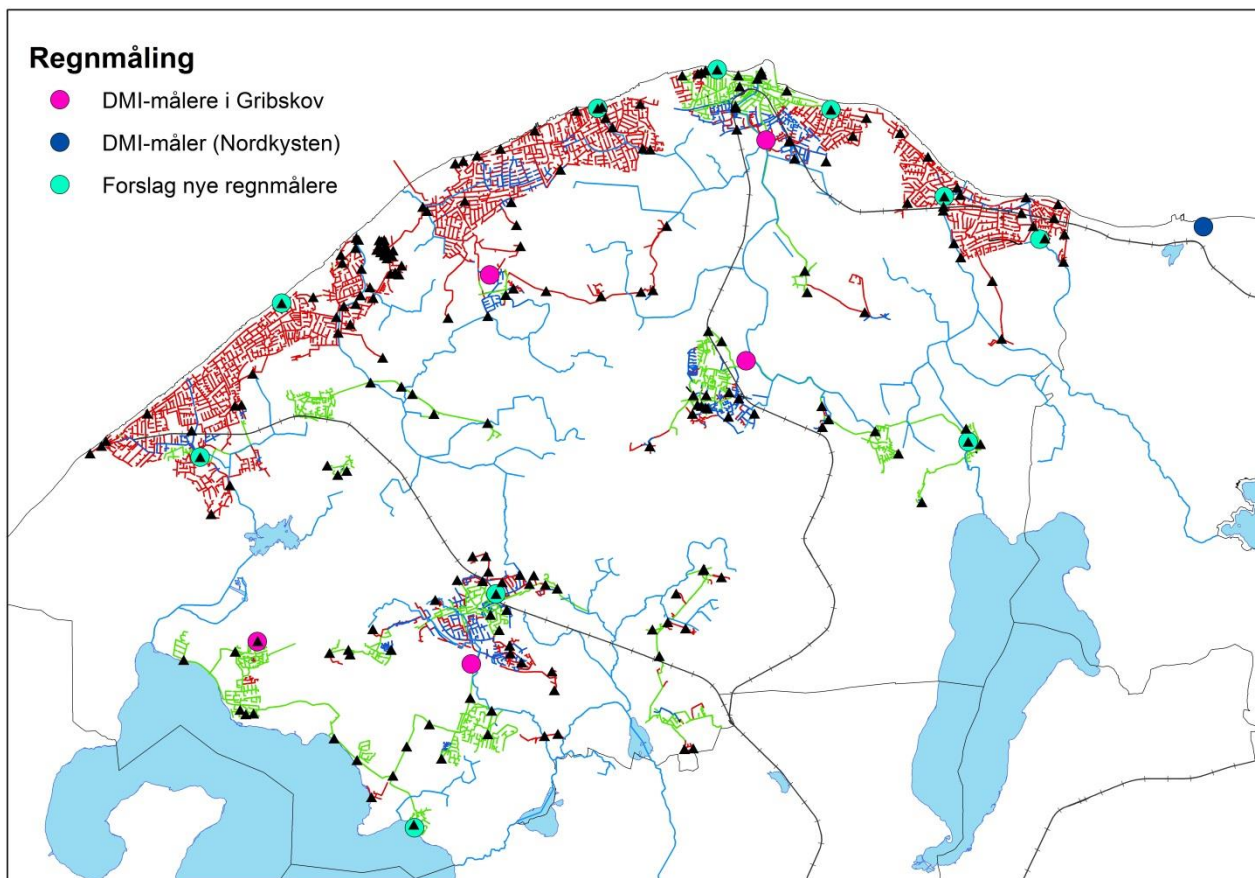 Regnmåling
DMI-målere i Gribskov
DMI-måler (Nordkysten)
Forslag nye regnmålere